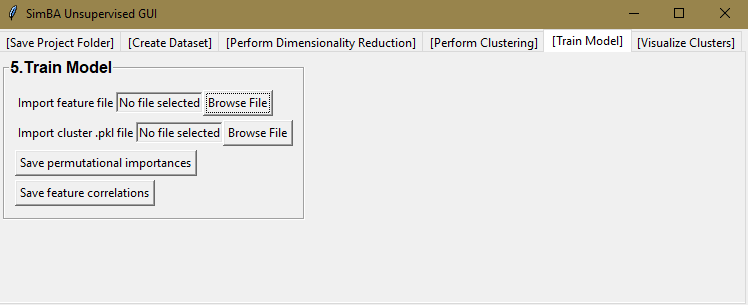 SimBA Unsupervised GUI
[Save Project Folder] [Create Dataset] [Perform Dimensionality Reduction] [Perform Clustering] [Train Model] [Visualize Clusters]
5.Train Model
Import feature file No file selected Browse File
Import cluster .pkl file No file selected Browse File
Save permutational importances
Save feature correlations